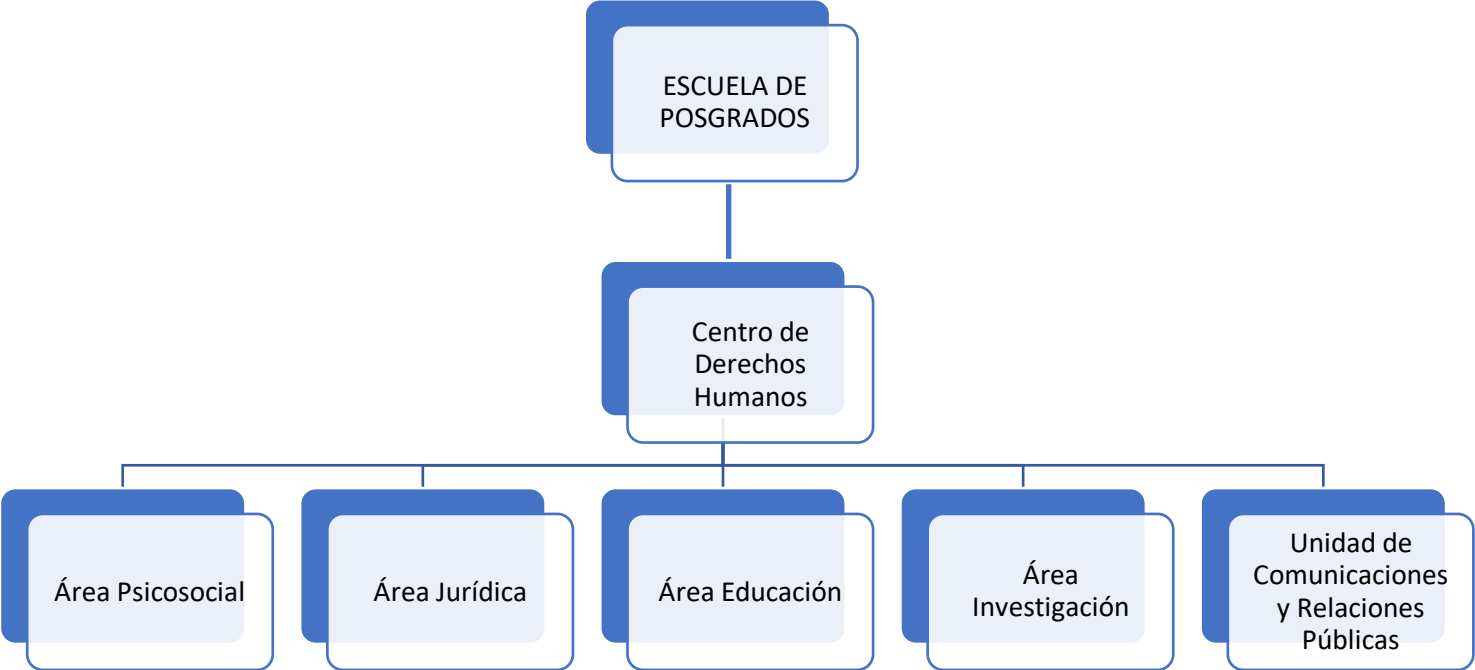 ESCUELA DE
POSGRADOS
Centro de
Derechos
Humanos
Área Psicosocial
Área Jurídica
Área Educación
Área
Investigación
Unidad de
Comunicaciones
y Relaciones
Públicas